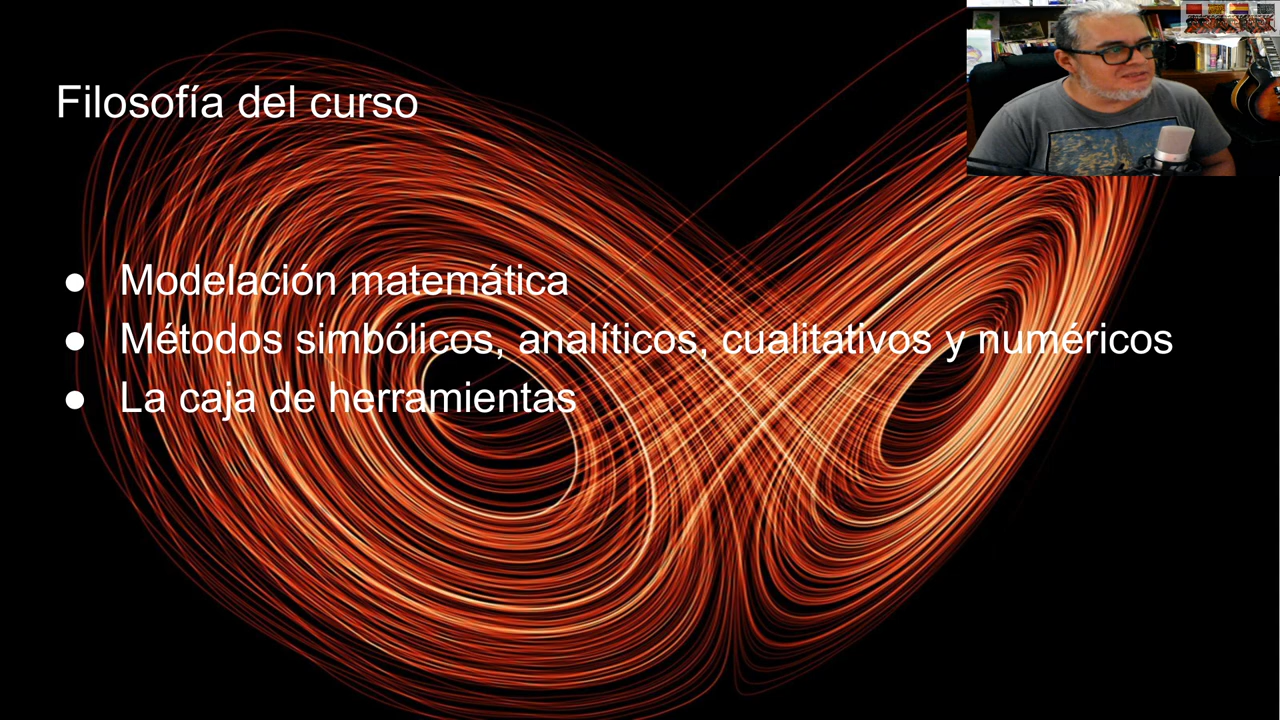 Filosofía del curso
● Modelación matemática
● Métodos simbólicos, analíticos, cualitativos y numéricos
● La caja de herramientas